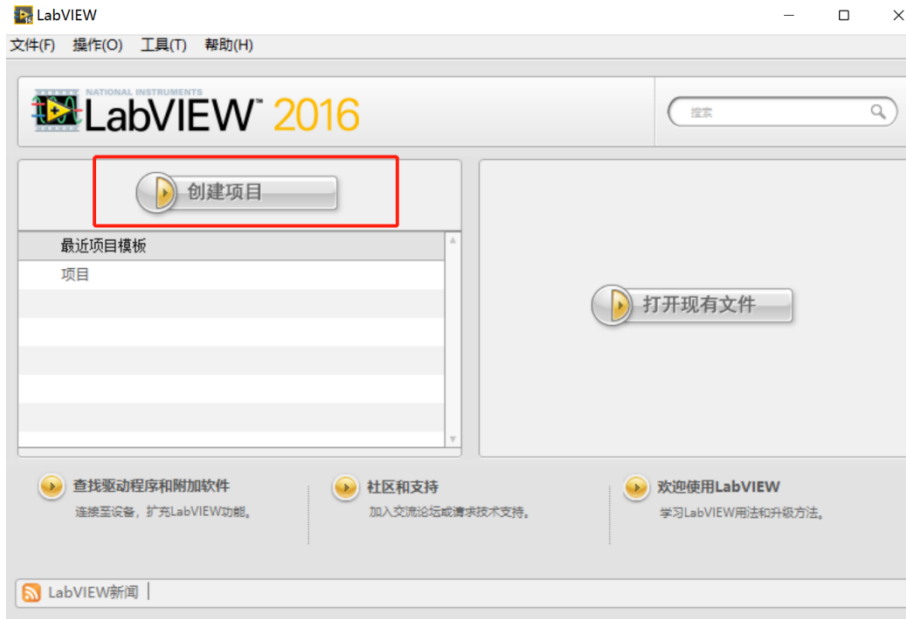 LabVIEW
文件(F) 操作(O) 工具(T) 帮助(H)
NATIONAL INSTRUMENTS
LabVIEW™ 2016
搜索
创建项目
最近项目模板
项目
打开现有文件
查找驱动程序和附加软件
连接至设备，扩充LabVIEW功能。
社区和支持
加入交流论坛或请求技术支持。
欢迎使用LabVIEW
学习LabVIEW用法和升级方法。
LabVIEW新闻